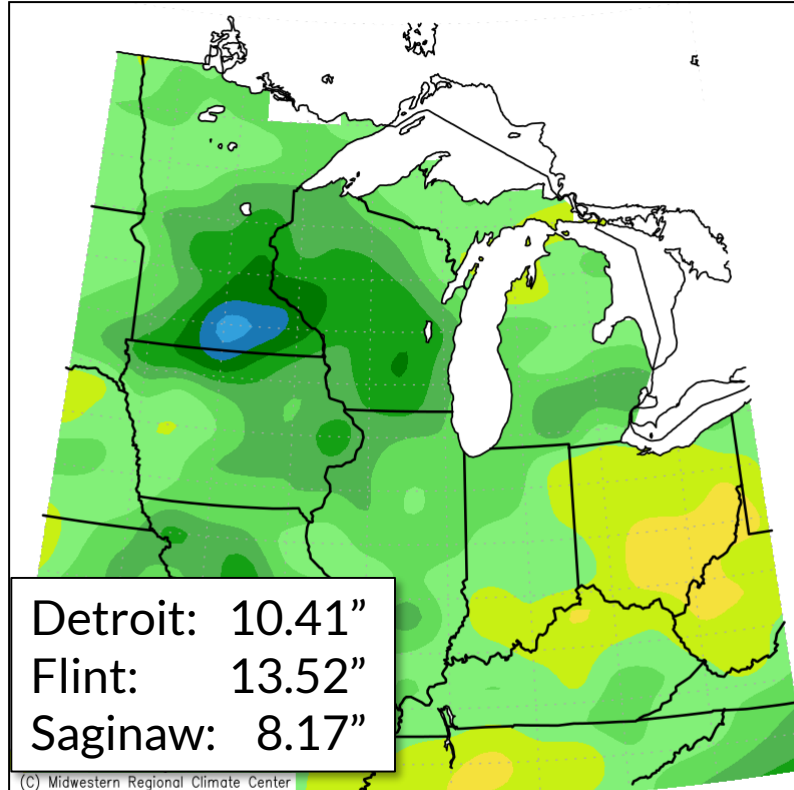 Detroit: 10.41”
Flint: 13.52”
Saginaw: 8.17”
(C) Midwestern Regional Climate Center